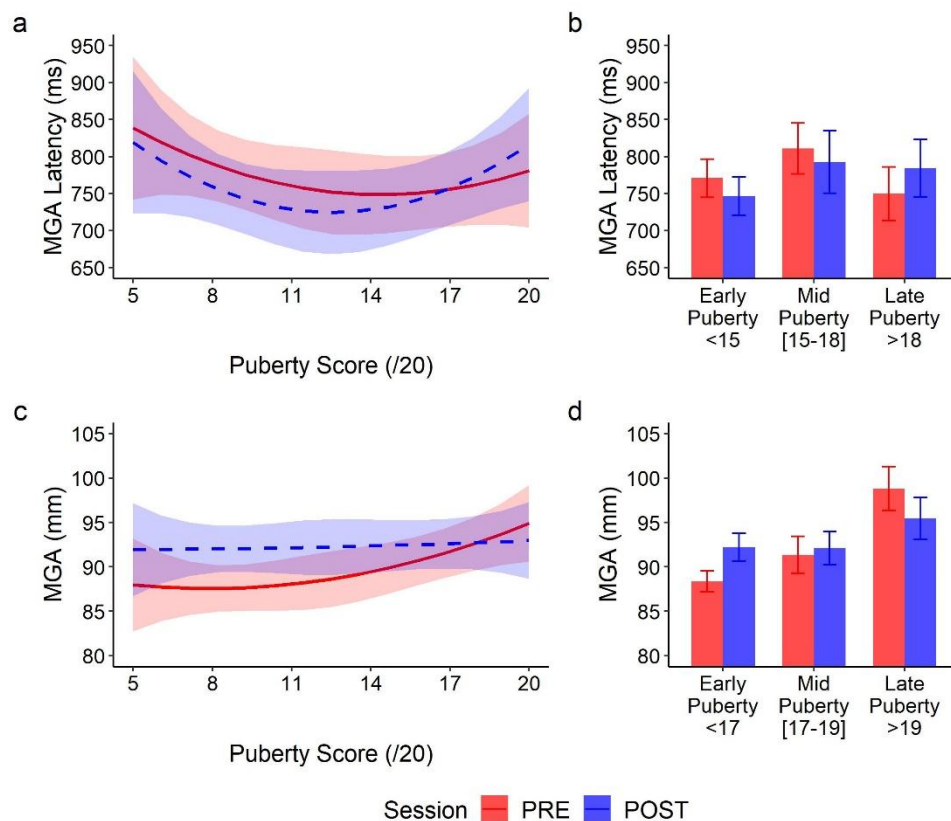 a
MGA Latency (ms)
950
900
850
800
750
700
650
5 8 11 14 17 20
Puberty Score (/20)
b
MGA Latency (ms)
950
900
850
800
750
700
650
Early Puberty <15
Mid Puberty [15-18]
Late Puberty >18
c
MGA (mm)
105
100
95
90
85
80
5 8 11 14 17 20
Puberty Score (/20)
d
MGA (mm)
105
100
95
90
85
80
Early Puberty <17
Mid Puberty [17-19]
Late Puberty >19
Session PRE POST